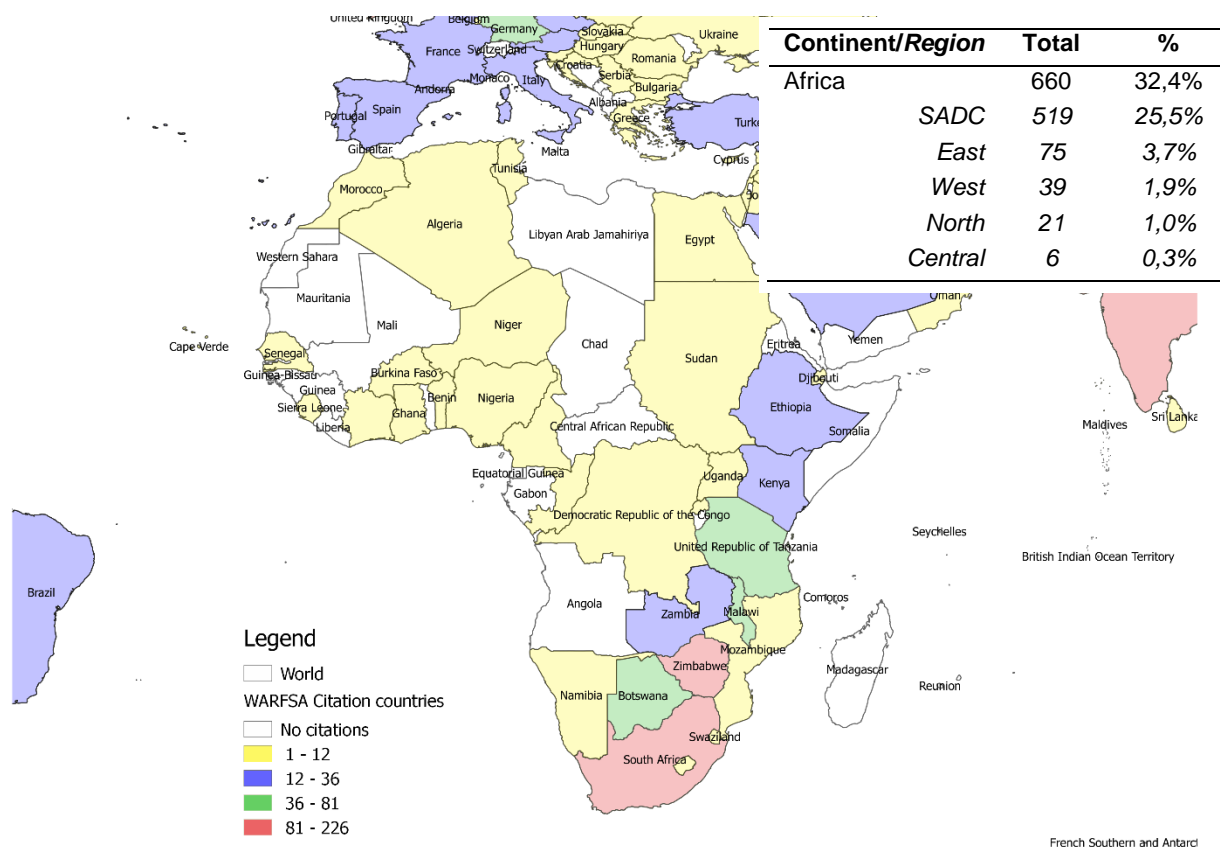 United Kingdom
Belgium
Germany
Slovakia
Ukraine
France
Switzerland
Hungary
Romania
Croatia
Monaco
Italy
Serbia
Andorra
Bulgaria
Albania
Portugal
Spain
Greece
Turke
Gibraltar
Malta
Cyprus
Tunisia
Morocco
Algeria
Libyan Arab Jamahiriya
Egypt
Western Sahara
Mauritania
Mali
Niger
Chad
Sudan
Eritrea
Yemen
Oman
Cape Verde
Senegal
Guinea-Bissau
Guinea
Sierra Leone
Liberia
Burkina Faso
Ghana
Benin
Nigeria
Djibouti
Ethiopia
Somalia
Central African Republic
Maldives
Sri Lanka
Equatorial Guinea
Gabon
Uganda
Kenya
Democratic Republic of the Congo
United Republic of Tanzania
Seychelles
British Indian Ocean Territory
Brazil
Angola
Zambia
Malawi
Comoros
Mozambique
Zimbabwe
Madagascar
Namibia
Botswana
Reunion
Swaziland
South Africa
French Southern and Antarct
Continent/Region Total %
Africa 660 32,4%
SADC 519 25,5%
East 75 3,7%
West 39 1,9%
North 21 1,0%
Central 6 0,3%
Legend
World
WARFSA Citation countries
No citations
1 - 12
12 - 36
36 - 81
81 - 226